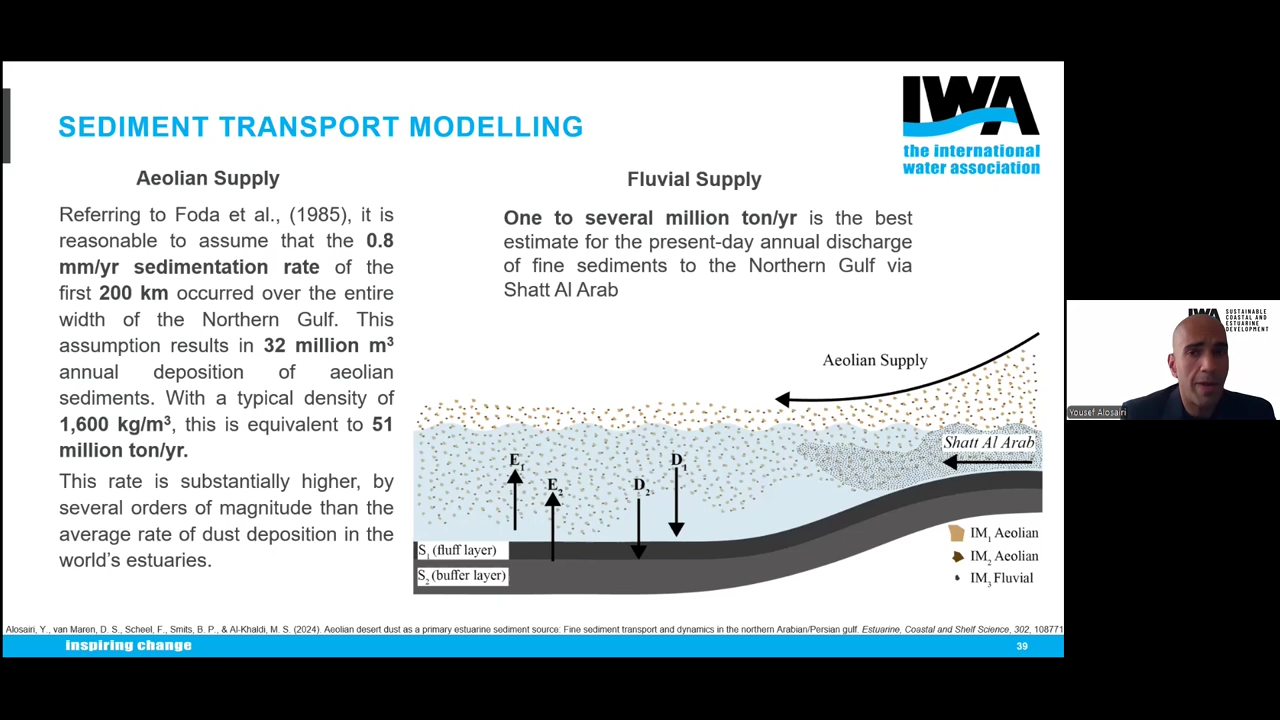 IWA
the international
water association
SEDIMENT TRANSPORT MODELLING
Aeolian Supply
Referring to Foda et al., (1985), it is
reasonable to assume that the 0.8
mm/yr sedimentation rate of the
first 200 km occurred over the entire
width of the Northern Gulf. This
assumption results in 32 million m³
annual deposition of aeolian
sediments. With a typical density of
1,600 kg/m³, this is equivalent to 51
million ton/yr.
This rate is substantially higher, by
several orders of magnitude than the
average rate of dust deposition in the
world's estuaries.
Fluvial Supply
One to several million ton/yr is the best
estimate for the present-day annual discharge
of fine sediments to the Northern Gulf via
Shatt Al Arab
Aeolian Supply
Shatt Al Arab
E₁
E₂
D₂
D₁
S₁ (fluff layer)
S₂ (buffer layer)
IM₁ Aeolian
IM₂ Aeolian
IM₃ Fluvial
Alosairi, Y., van Maren, D. S., Scheel, F., Smits, B. P., & Al-Khaldi, M. S. (2024). Aeolian desert dust as a primary estuarine sediment source: Fine sediment transport and dynamics in the northern Arabian/Persian gulf. Estuarine, Coastal and Shelf Science, 302, 108771
inspiring change
39
IWA
SUSTAINABLE
COASTAL AND
ESTUARINE
DEVELOPMENT
Yousef Alosairi